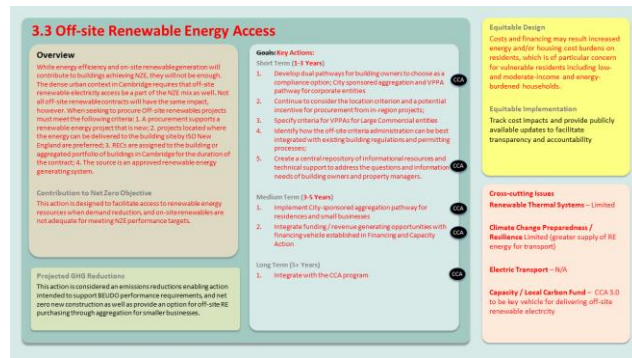 3.3 Off-site Renewable Energy Access
Overview
While energy efficiency and on-site renewable generation will
contribute to buildings achieving NZE, they will not be enough.
The dense urban context in Cambridge requires that off-site
renewable electricity access be a part of the NZE mix as well. Not
all off-site renewable contracts will have the same impact,
however. When seeking to procure Off-site renewables projects
must meet the following criteria: 1. A procurement supports a
renewable energy project that is new; 2. projects located where
the energy can be delivered to the building site by ISO New
England are preferred; 3. RECs are assigned to the building or
aggregated portfolio of buildings in Cambridge for the duration of
the contract; 4. The source is an approved renewable energy
generating system.
Contribution to Net Zero Objective
This action is designed to facilitate access to renewable energy
resources when demand reduction, and on-site renewables are
not adequate for meeting NZE performance targets.
Projected GHG Reductions
This action is considered an emissions reductions enabling action
intended to support BEUDO performance requirements, and net
zero new construction as well as provide an option for off-site RE
purchasing through aggregation for smaller businesses.
Goals: Key Actions:
Short Term (1-3 Years)
1. Develop dual pathways for building owners to choose as a
compliance option; City sponsored aggregation and VPPA
pathway for corporate entities
CCA
2. Continue to consider the location criterion and a potential
incentive for procurement from in-region projects;
3. Specify criteria for VPPAs for Large Commercial entities
4. Identify how the off-site criteria administration can be best
integrated with existing building regulations and permitting
processes;
5. Create a central repository of informational resources and
technical support to address the questions and information
needs of building owners and property managers.
CCA
Medium Term (3-5 Years)
1. Implement City-sponsored aggregation pathway for
residences and small businesses
CCA
2. Integrate funding / revenue generating opportunities with
financing vehicle established in Financing and Capacity
Action
CCA
Long Term (5+ Years)
1. Integrate with the CCA program
CCA
Equitable Design
Costs and financing may result increased
energy and/or housing cost burdens on
residents, which is of particular concern
for vulnerable residents including low-
and moderate-income and energy-
burdened households.
Equitable Implementation
Track cost impacts and provide publicly
available updates to facilitate
transparency and accountability
Cross-cutting Issues
Renewable Thermal Systems – Limited
Climate Change Preparedness /
Resilience Limited (greater supply of RE
energy for transport)
Electric Transport – N/A
Capacity / Local Carbon Fund – CCA 3.0
to be key vehicle for delivering off-site
renewable electricity